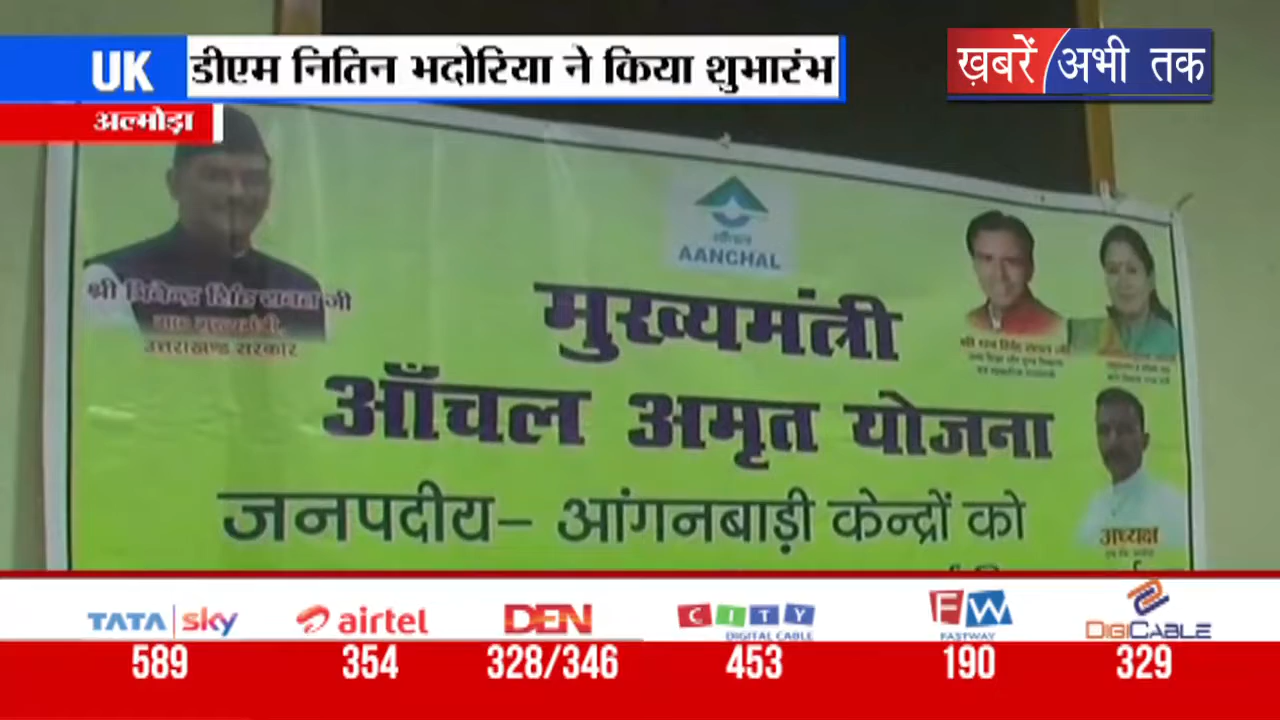 UK डीएम नितिन भदोरिया ने किया शुभारंभ
ख़बरें अभी तक
अल्मोड़ा
AANCHAL
श्री त्रिवेन्द्र सिंह रावत जी
उत्तराखण्ड सरकार
मुख्यमंत्री
आँचल अमृत योजना
जनपदीय- आंगनबाड़ी केन्द्रों को
अध्यक्ष
TATA sky airtel DEN CITY DIGITAL CABLE FW FASTWAY DIGICABLE
589 354 328/346 453 190 329